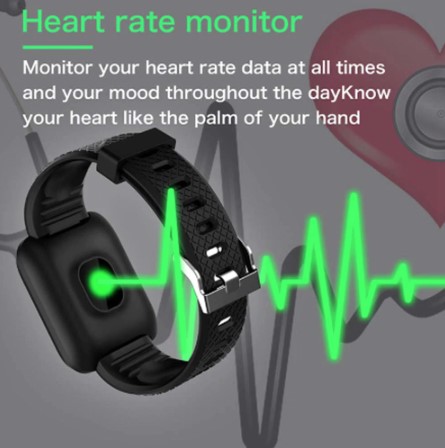 Heart rate monitor
Monitor your heart rate data at all times
and your mood throughout the dayKnow
your heart like the palm of your hand